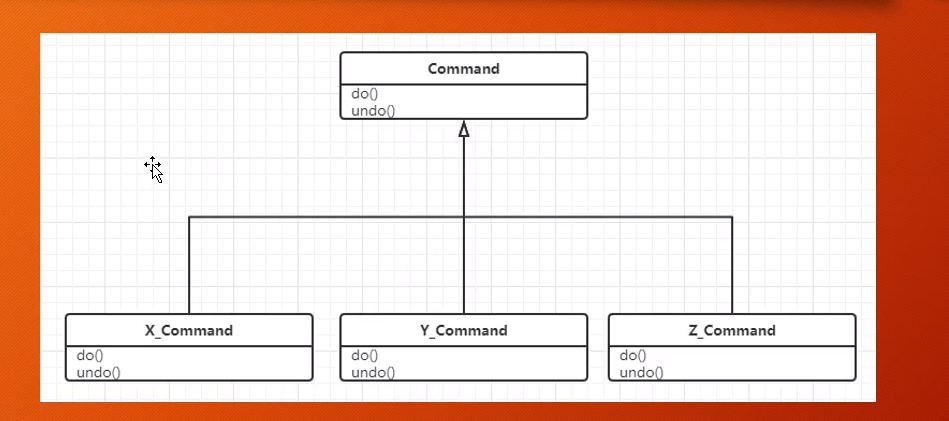 Command
do()
undo()
X_Command
do()
undo()
Y_Command
do()
undo()
Z_Command
do()
undo()